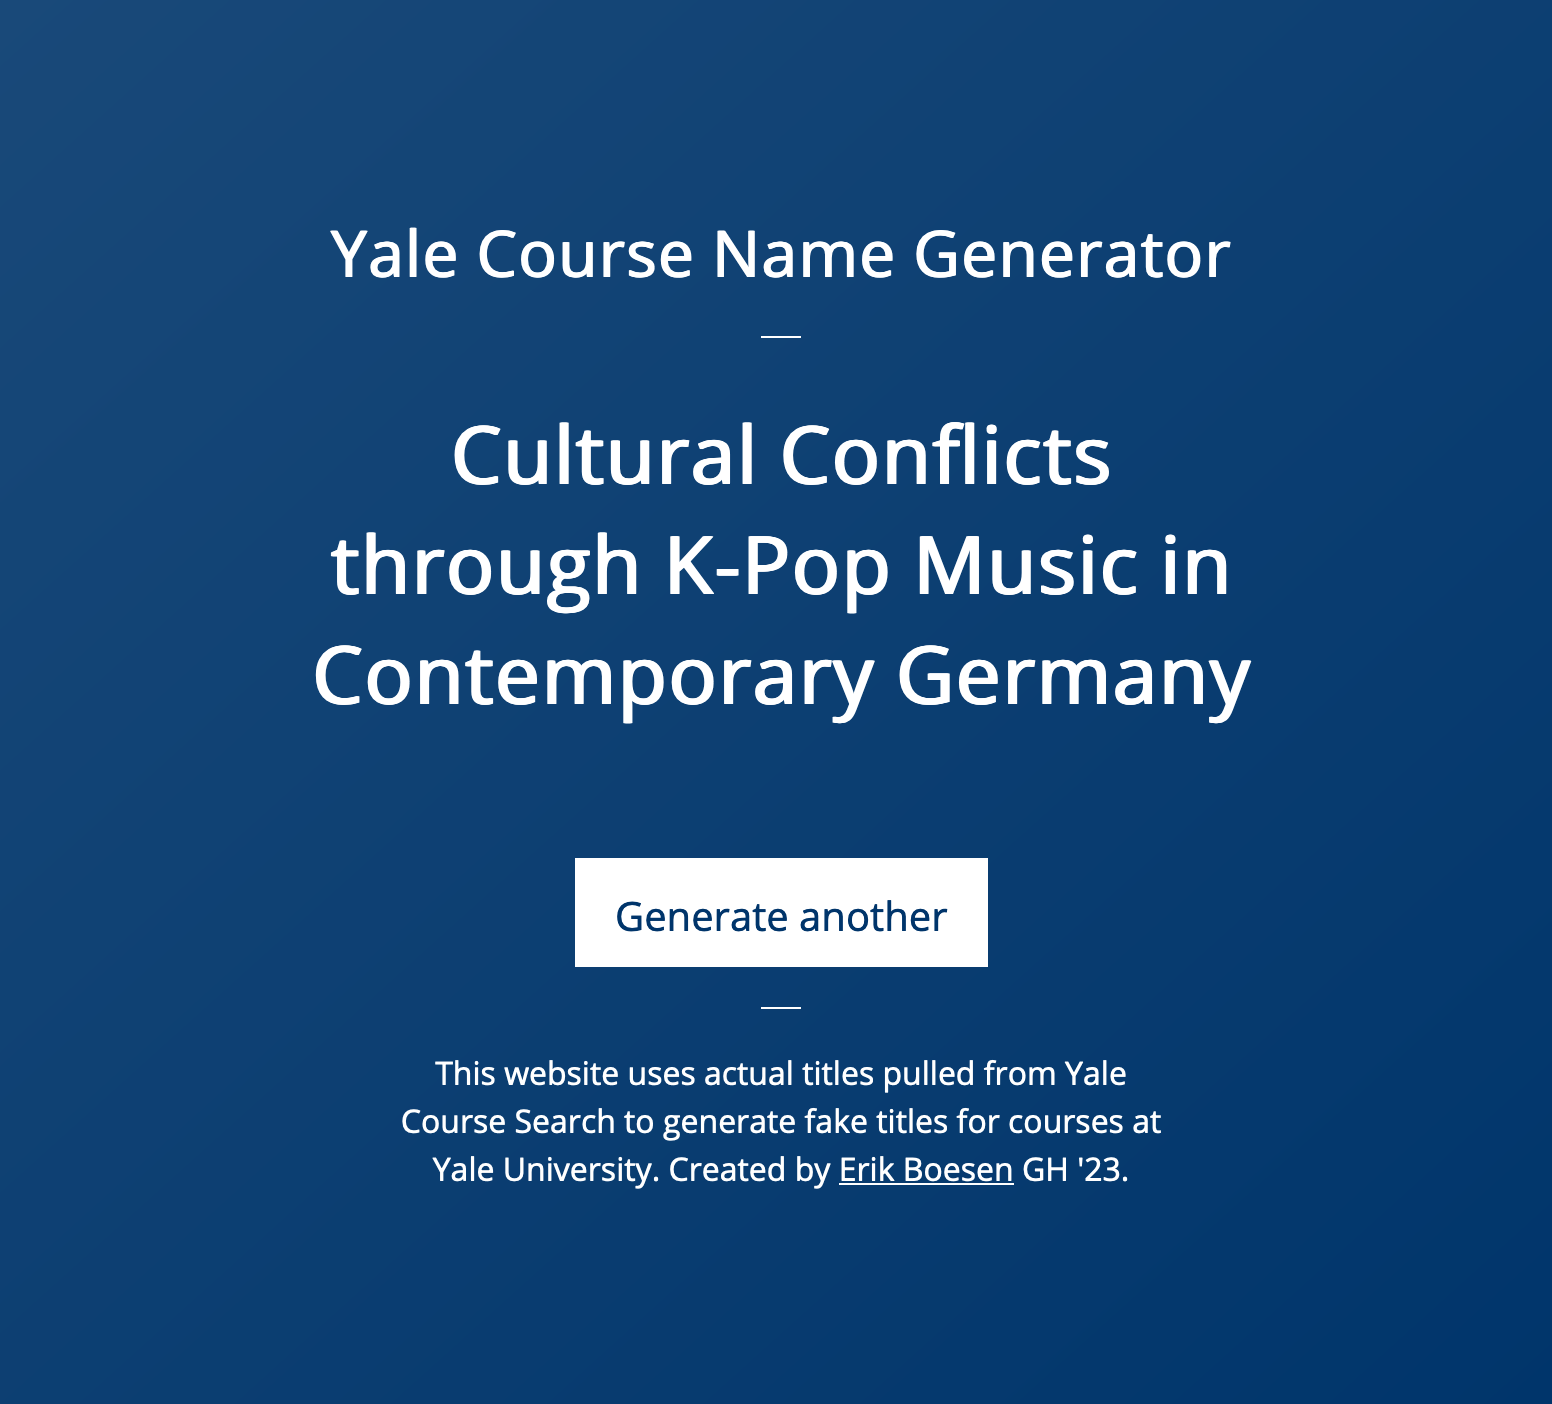 Yale Course Name Generator
Cultural Conflicts
through K-Pop Music in
Contemporary Germany
Generate another
This website uses actual titles pulled from Yale
Course Search to generate fake titles for courses at
Yale University. Created by Erik Boesen GH '23.